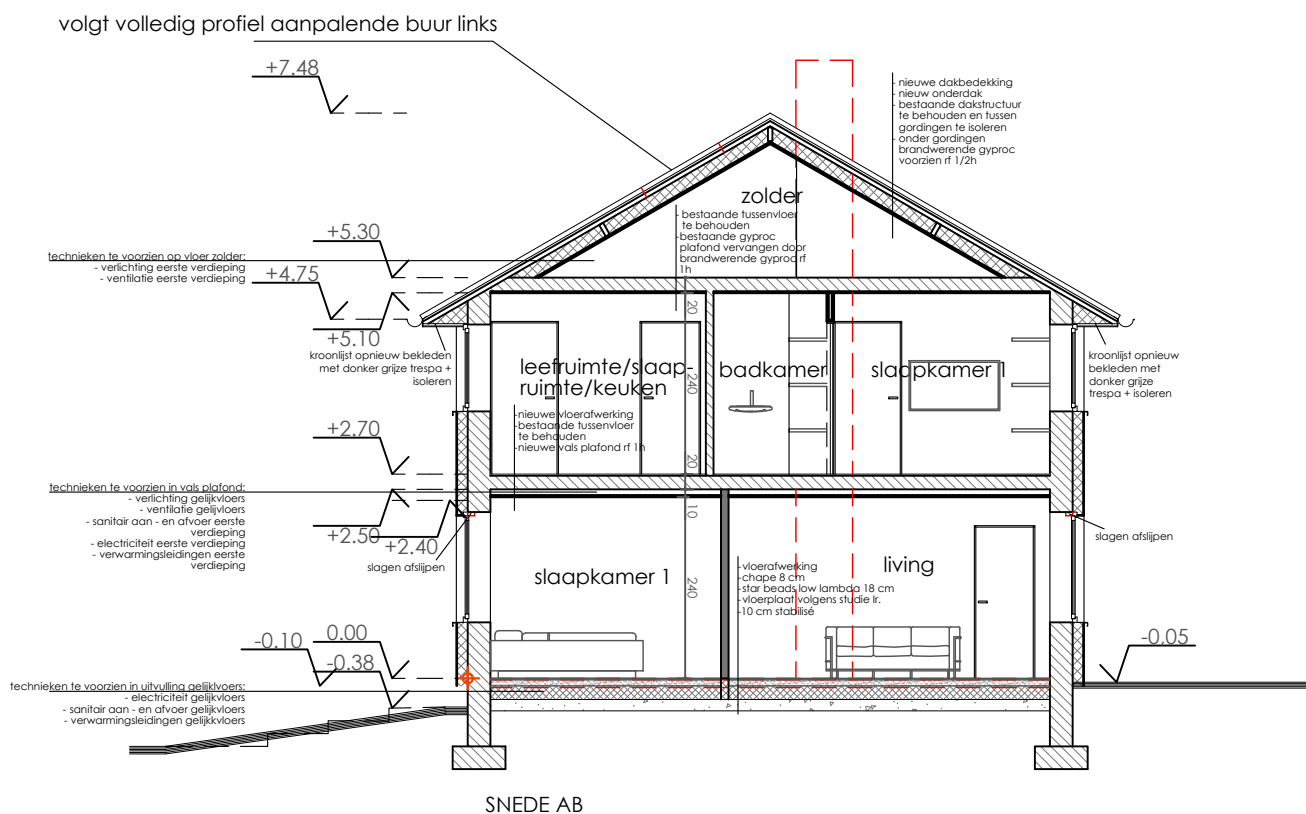 volgt volledig profiel aanpalende buur links
+7.48
- nieuwe dakbedekking
- nieuw onderdak
- bestaande dakstructuur
te behouden en tussen
gordingen te isoleren
- onder gordingen
brandwerende gyproc
voorzien rf 1/2h
zolder
- bestaande tussenvloer
te behouden
- bestaande gyproc
plafond vervangen door
brandwerende gyproc rf
1h
+5.30
technieken te voorzien op vloer zolder:
- verlichting eerste verdieping
- ventilatie eerste verdieping
+4.75
+5.10
kroonlijst opnieuw bekleden
met donker grijze trespa +
isoleren
20
240
20
leefruimte/slaap-
ruimte/keuken
- nieuwe vloerafwerking
- bestaande tussenvloer
te behouden
- nieuwe vals plafond rf 1h
badkamer
slaapkamer 1
kroonlijst opnieuw
bekleden met
donker grijze
trespa + isoleren
+2.70
technieken te voorzien in vals plafond:
- verlichting gelijkvloers
- ventilatie gelijvloers
- sanitair aan - en afvoer eerste
verdieping
- electriciteit eerste verdieping
- verwarmingsleidingen eerste
verdieping
+2.50
+2.40
slagen afslijpen
10
240
slaapkamer 1
living
- vloerafwerking
- chape 8 cm
- star beads low lambda 18 cm
- vloerplaat volgens studie Ir.
- 10 cm stabilisé
slagen afslijpen
-0.10
0.00
-0.38
-0.05
technieken te voorzien in uitvulling gelijklvoers:
- electriciteit gelijkvloers
- sanitair aan - en afvoer gelijkvloers
- verwarmingsleidingen gelijkkvloers
SNEDE AB